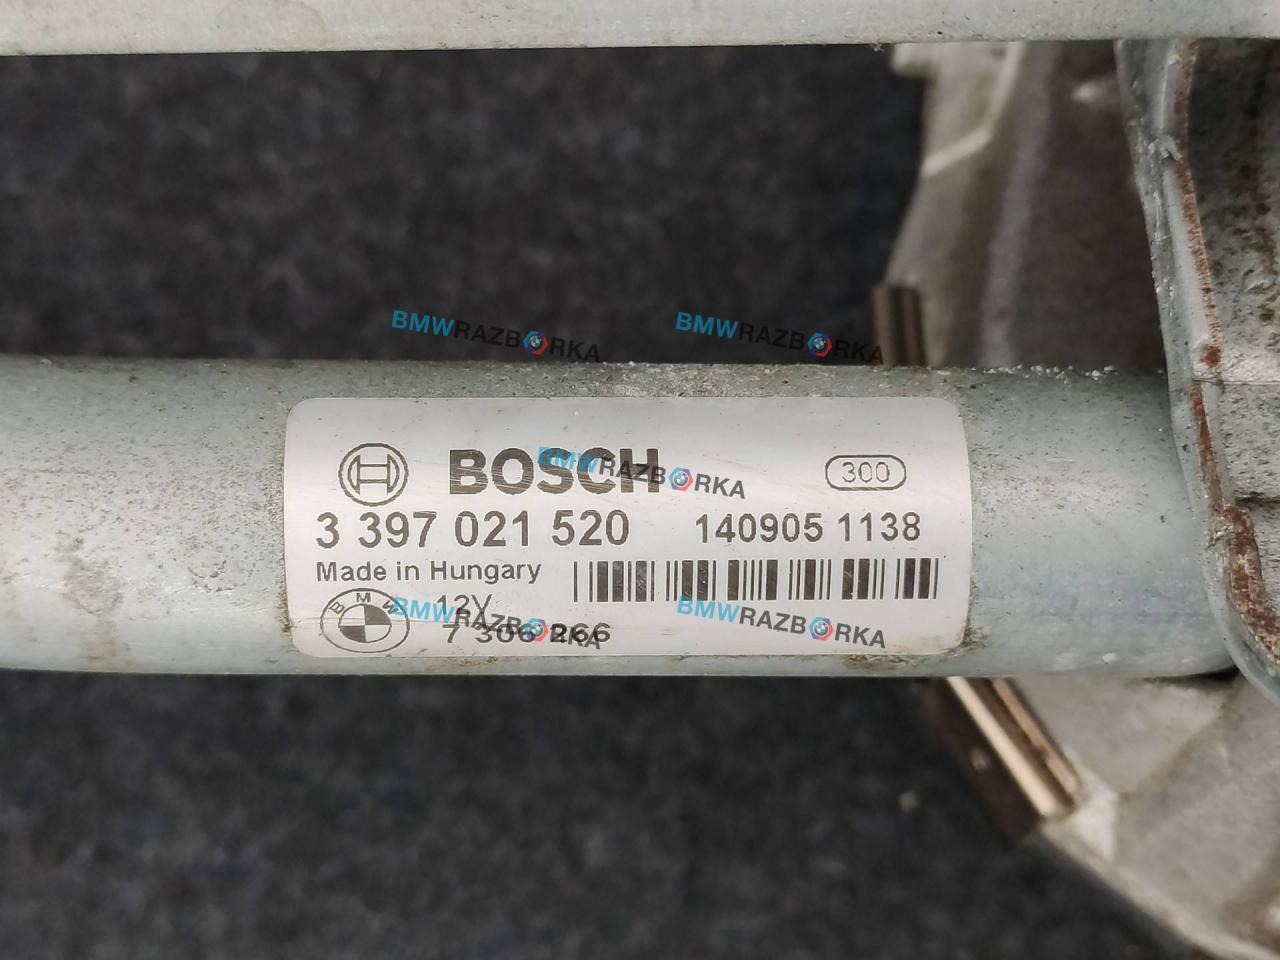 BMWRAZBORKA BMWRAZBORKA
BOSCH 300
BMWRAZBORKA
3 397 021 520 140905 1138
Made in Hungary
BMW 12V
BMWRAZBORKA BMWRAZBORKA
7 306 266